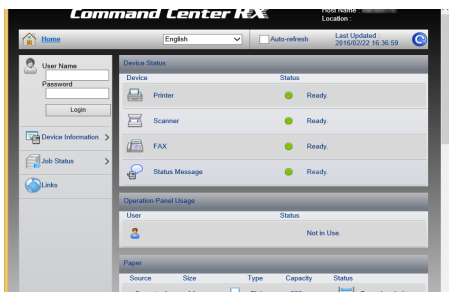 Command Center RX
Host Name :
Location :
Home
English
Auto-refresh
Last Updated :
2016/02/22 16:36:59
User Name
Password
Login
Device Information
Job Status
Links
Device Status
Device Status
Printer Ready.
Scanner Ready.
FAX Ready.
Status Message Ready.
Operation Panel Usage
User Status
Not in Use.
Paper
Source Size Type Capacity Status